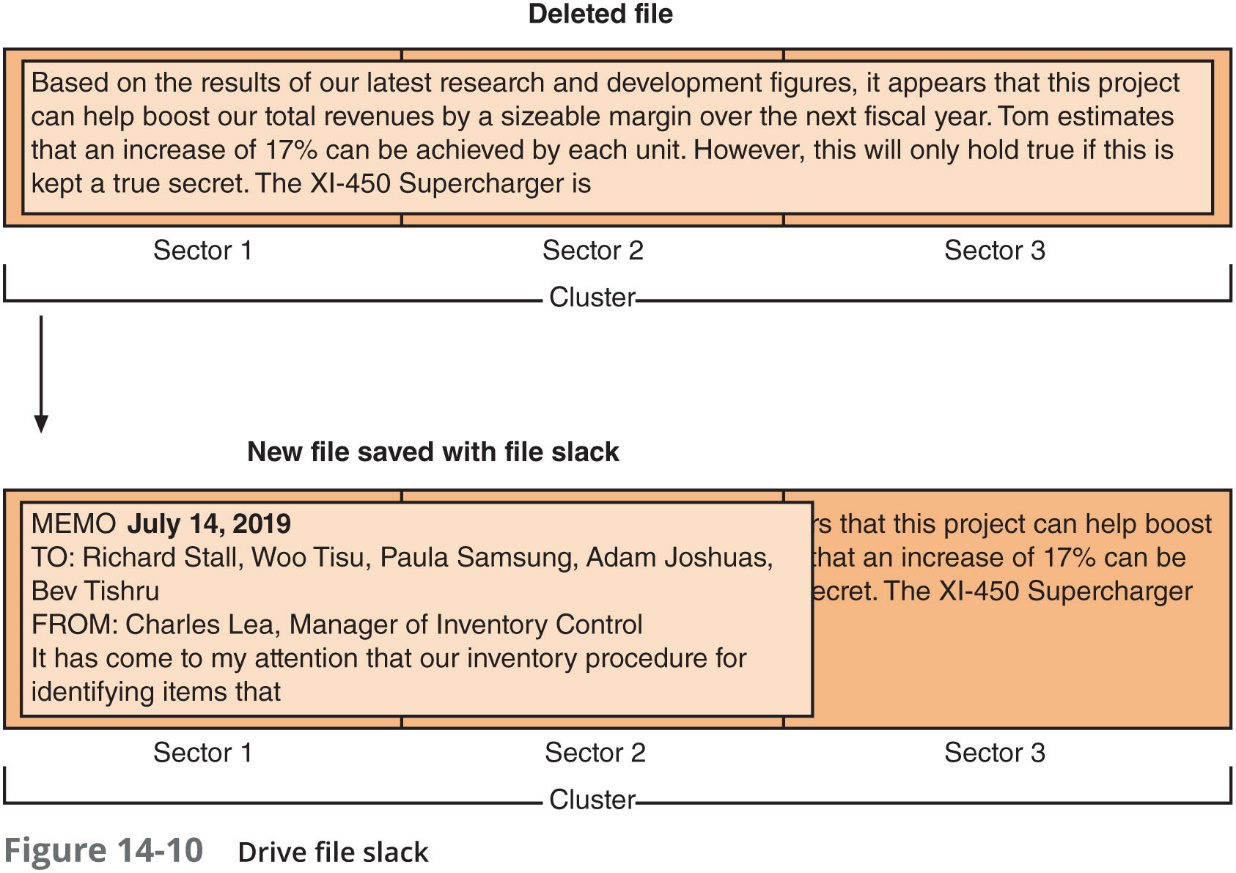 Deleted file
Based on the results of our latest research and development figures, it appears that this project
can help boost our total revenues by a sizeable margin over the next fiscal year. Tom estimates
that an increase of 17% can be achieved by each unit. However, this will only hold true if this is
kept a true secret. The XI-450 Supercharger is
Sector 1 Sector 2 Sector 3
Cluster
New file saved with file slack
MEMO July 14, 2019
TO: Richard Stall, Woo Tisu, Paula Samsung, Adam Joshuas,
Bev Tishru
FROM: Charles Lea, Manager of Inventory Control
It has come to my attention that our inventory procedure for
identifying items that
rs that this project can help boost
that an increase of 17% can be
ecret. The XI-450 Supercharger
Sector 1 Sector 2 Sector 3
Cluster
Figure 14-10 Drive file slack